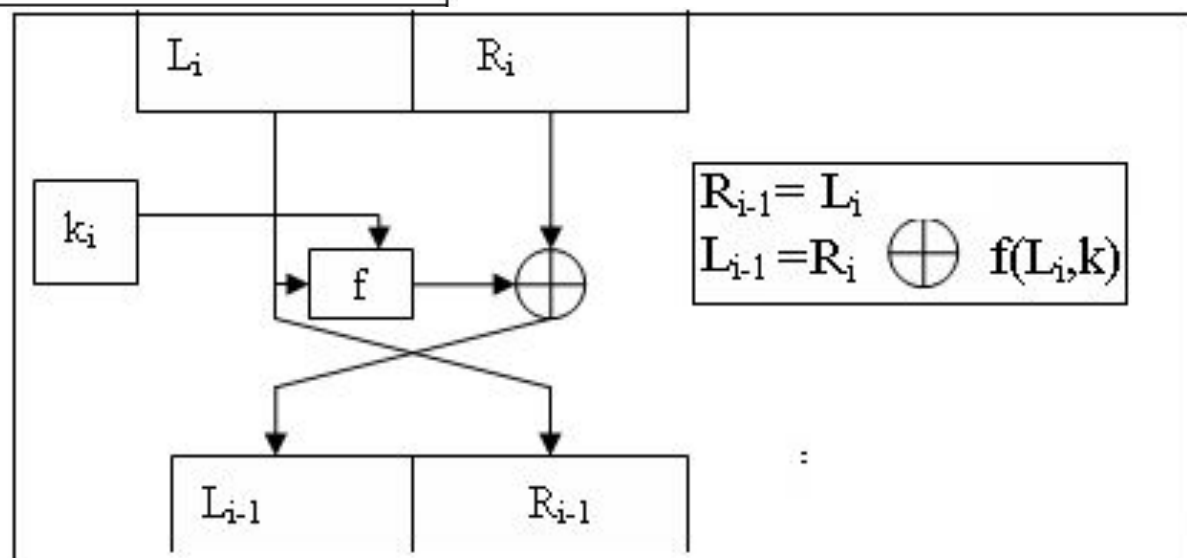 Lᵢ Rᵢ
kᵢ
f
Rᵢ₋₁= Lᵢ
Lᵢ₋₁ =Rᵢ ⊕ f(Lᵢ,k)
Lᵢ₋₁ Rᵢ₋₁
: